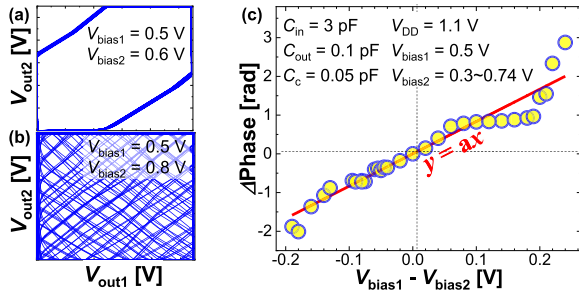 (a)
V_bias1 = 0.5 V
V_bias2 = 0.6 V
V_out2 [V]
(b)
V_bias1 = 0.5 V
V_bias2 = 0.8 V
V_out2 [V]
V_out1 [V]
(c)
C_in = 3 pF V_DD = 1.1 V
C_out = 0.1 pF V_bias1 = 0.5 V
C_c = 0.05 pF V_bias2 = 0.3~0.74 V
y = ax
ΔPhase [rad]
3
2
1
0
-1
-2
-0.2 -0.1 0.0 0.1 0.2
V_bias1 - V_bias2 [V]